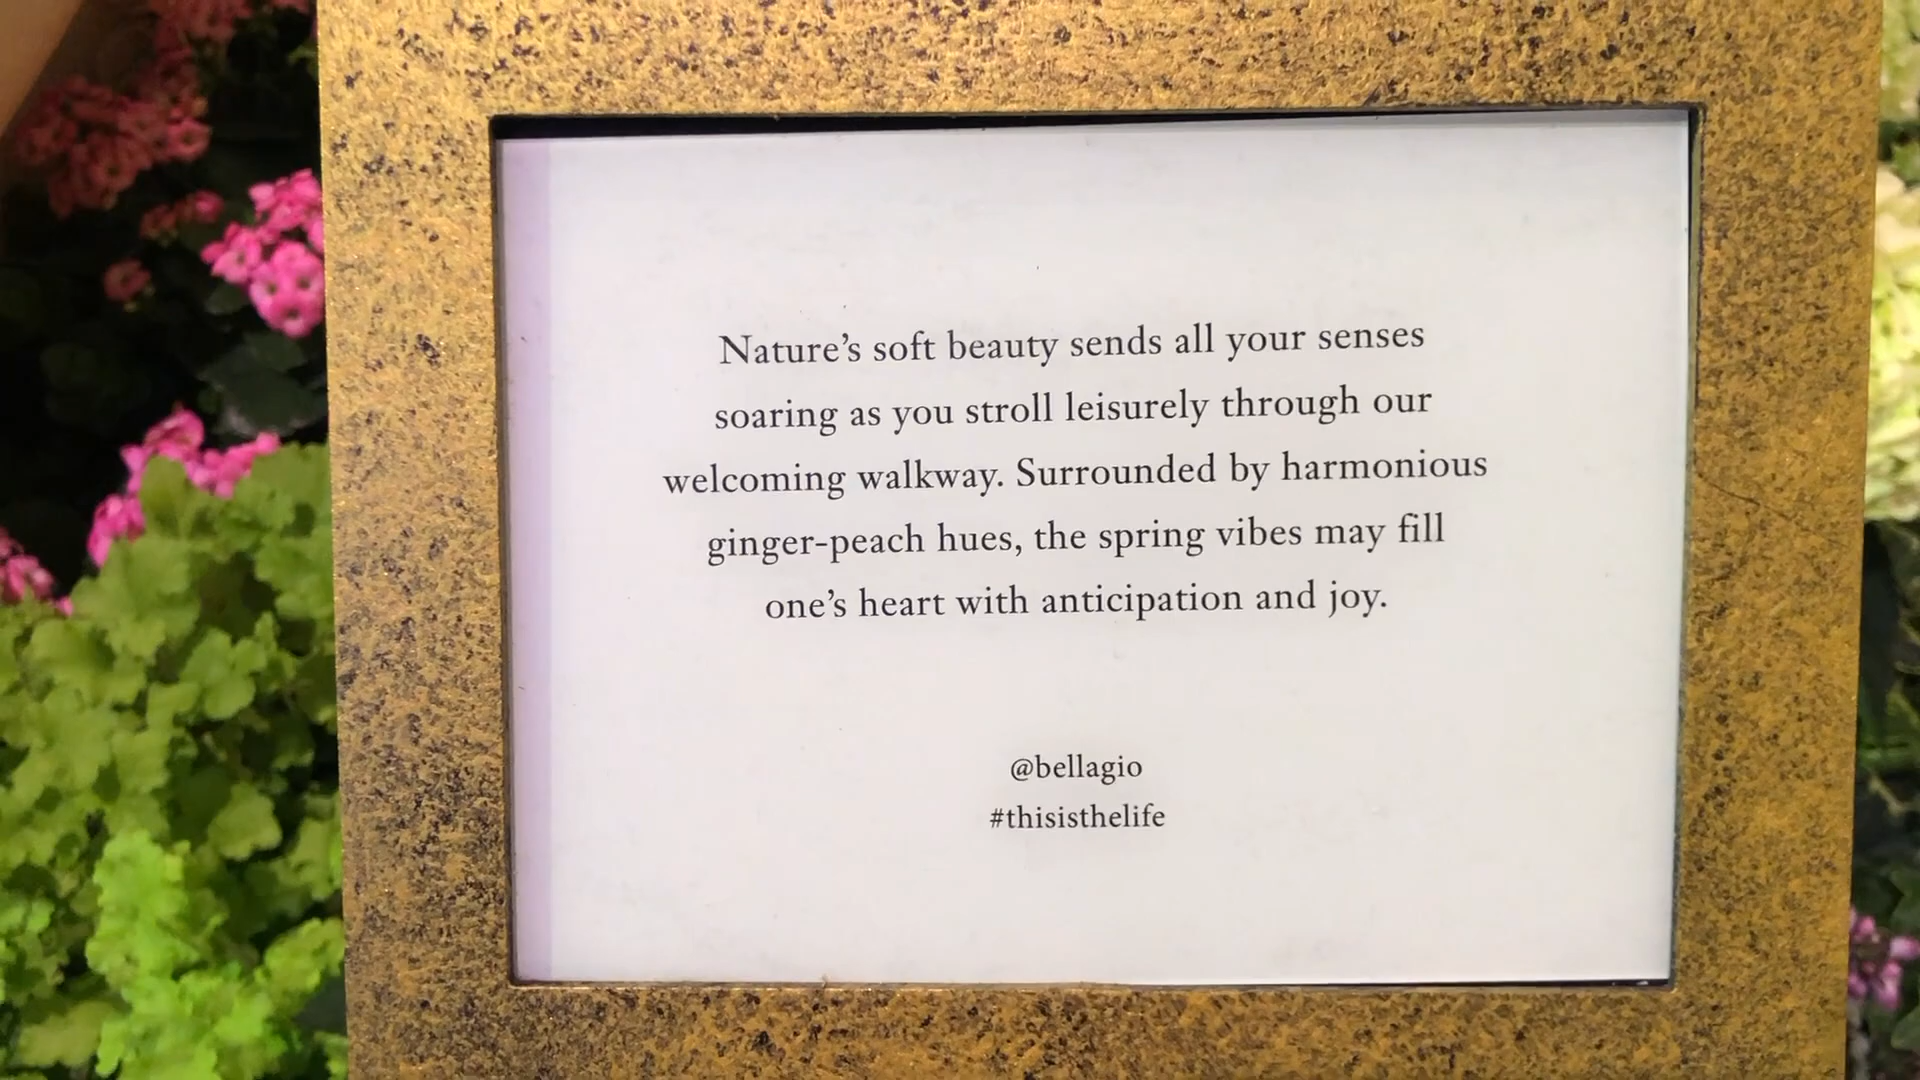 Nature’s soft beauty sends all your senses
soaring as you stroll leisurely through our
welcoming walkway. Surrounded by harmonious
ginger-peach hues, the spring vibes may fill
one’s heart with anticipation and joy.
@bellagio
#thisisthelife